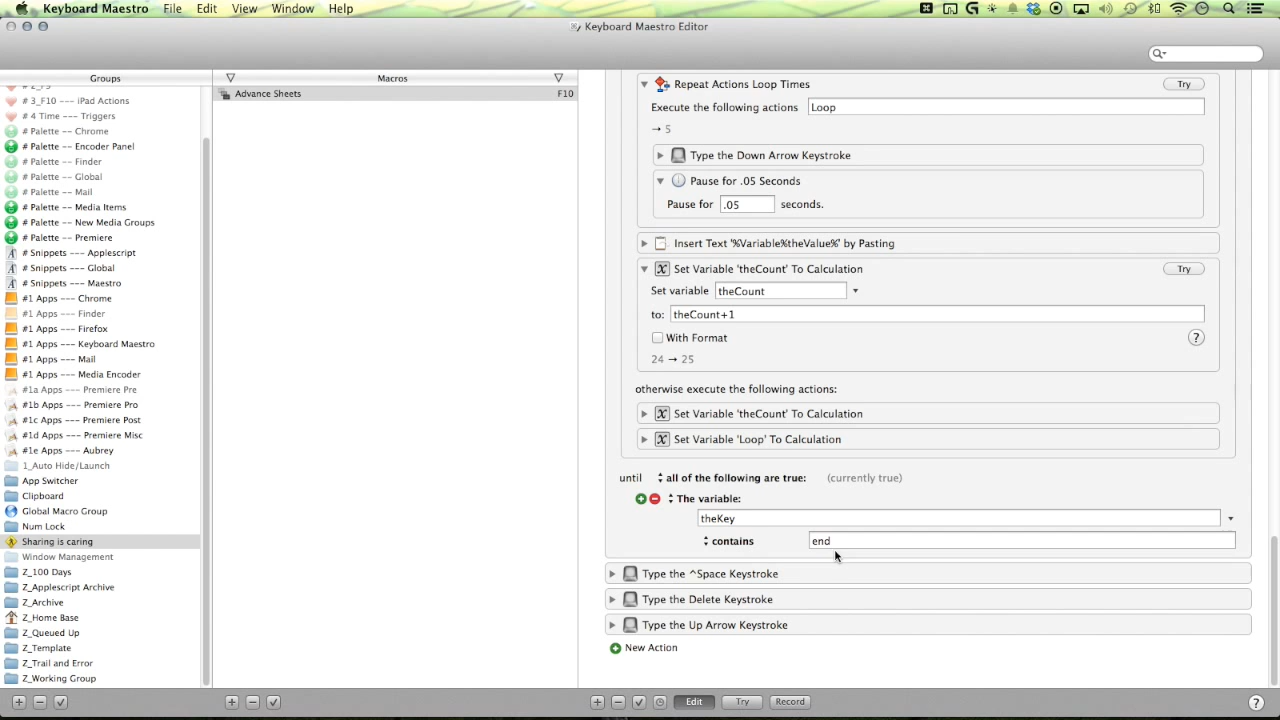 Keyboard Maestro File Edit View Window Help
Keyboard Maestro Editor
Groups
# 3_F10 --- iPad Actions
# 4 Time --- Triggers
# Palette -- Chrome
# Palette -- Encoder Panel
# Palette -- Finder
# Palette -- Global
# Palette -- Mail
# Palette -- Media Items
# Palette -- New Media Groups
# Palette -- Premiere
# Snippets --- Applescript
# Snippets --- Global
# Snippets --- Maestro
#1 Apps --- Chrome
#1 Apps --- Finder
#1 Apps --- Firefox
#1 Apps --- Keyboard Maestro
#1 Apps --- Mail
#1 Apps --- Media Encoder
#1a Apps ---- Premiere Pre
#1b Apps --- Premiere Pro
#1c Apps --- Premiere Post
#1d Apps --- Premiere Misc
#1e Apps --- Aubrey
1_Auto Hide/Launch
App Switcher
Clipboard
Global Macro Group
Num Lock
Sharing is caring
Window Management
Z_100 Days
Z_Applescript Archive
Z_Archive
Z_Home Base
Z_Queued Up
Z_Template
Z_Trail and Error
Z_Working Group
Macros
Advance Sheets F10
Repeat Actions Loop Times Try
Execute the following actions Loop
→ 5
Type the Down Arrow Keystroke
Pause for .05 Seconds
Pause for .05 seconds.
Insert Text '%Variable%theValue%' by Pasting
Set Variable 'theCount' To Calculation Try
Set variable theCount
to: theCount+1
With Format ?
24 → 25
otherwise execute the following actions:
Set Variable 'theCount' To Calculation
Set Variable 'Loop' To Calculation
until all of the following are true: (currently true)
The variable:
theKey
contains end
Type the ^Space Keystroke
Type the Delete Keystroke
Type the Up Arrow Keystroke
New Action
Edit Try Record ?